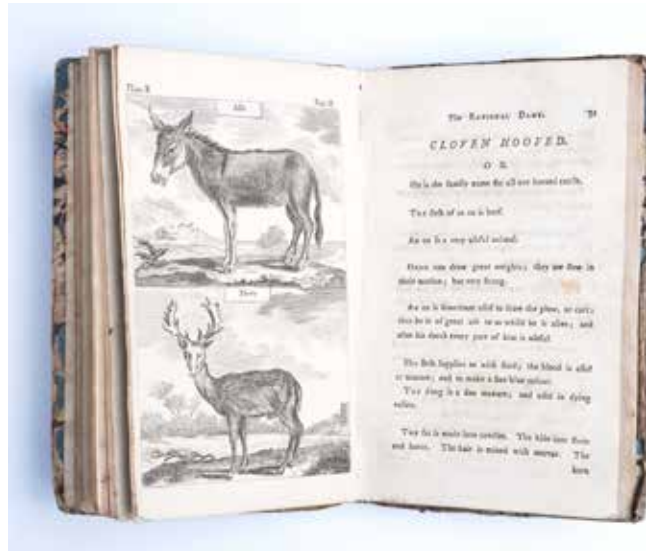 Ass
The RATIONAL DAME.
CLOVEN HOOFED.
O X.
He is the family name for all our horned cattle.
THE flesh of an ox is beef.
AN ox is a very useful animal.
OXEN can draw great weights; they are slow in
their motion; but very strong.
AN ox is sometimes used to draw the plow, or cart;
thus he is of great use to us whilst he is alive; and
after his death every part of him is useful.
THE flesh supplies us with food; the blood is used
as manure; and to make a fine blue colour.
THE dung is a fine manure; and used in dying
THE fat is made into candles. The hide into shoes
and boots. The hair is mixed with mortar. The
horn